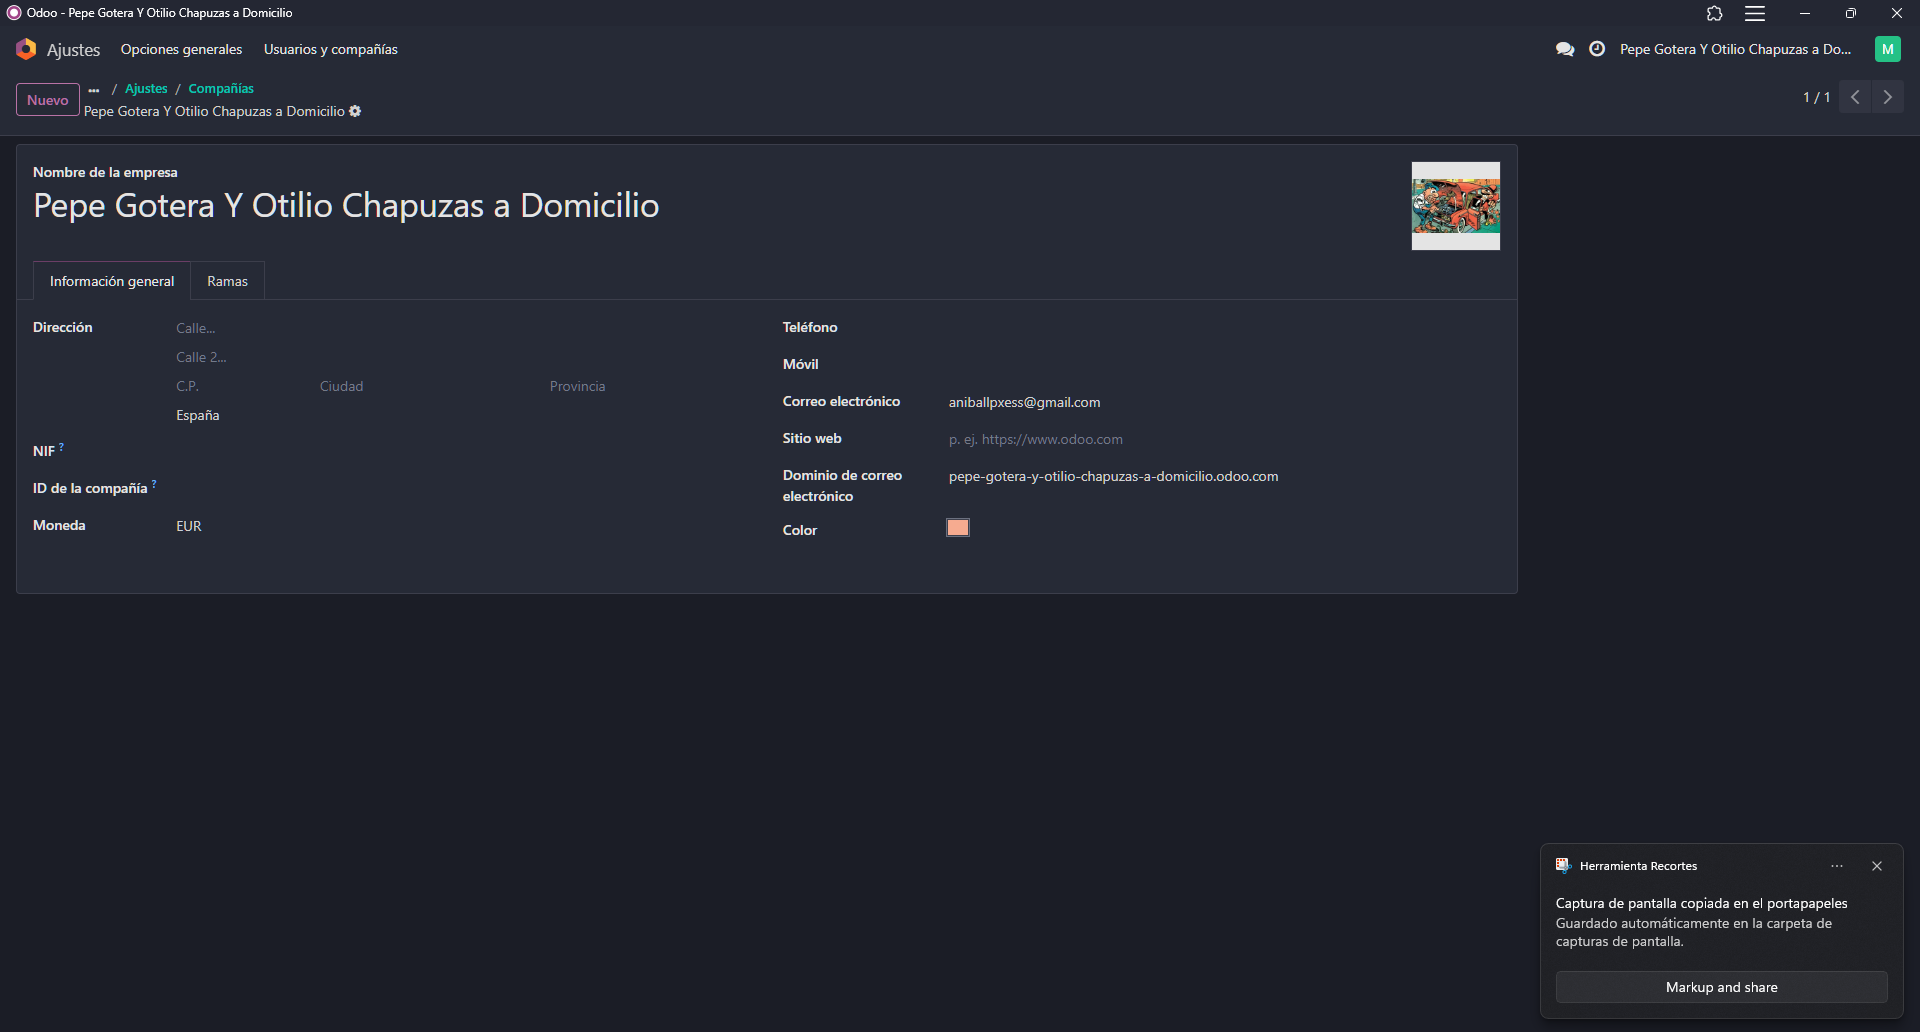 Odoo - Pepe Gotera Y Otilio Chapuzas a Domicilio
Ajustes Opciones generales Usuarios y compañías Pepe Gotera Y Otilio Chapuzas a Do... M
Nuevo ... / Ajustes / Compañías
Pepe Gotera Y Otilio Chapuzas a Domicilio
1 / 1
Nombre de la empresa
Pepe Gotera Y Otilio Chapuzas a Domicilio
Información general Ramas
Dirección Calle...
Calle 2...
C.P. Ciudad Provincia
España
NIF ?
ID de la compañía ?
Moneda EUR
Teléfono
Móvil
Correo electrónico aniballpxess@gmail.com
Sitio web p. ej. https://www.odoo.com
Dominio de correo pepe-gotera-y-otilio-chapuzas-a-domicilio.odoo.com
electrónico
Color
Herramienta Recortes
Captura de pantalla copiada en el portapapeles
Guardado automáticamente en la carpeta de
capturas de pantalla.
Markup and share